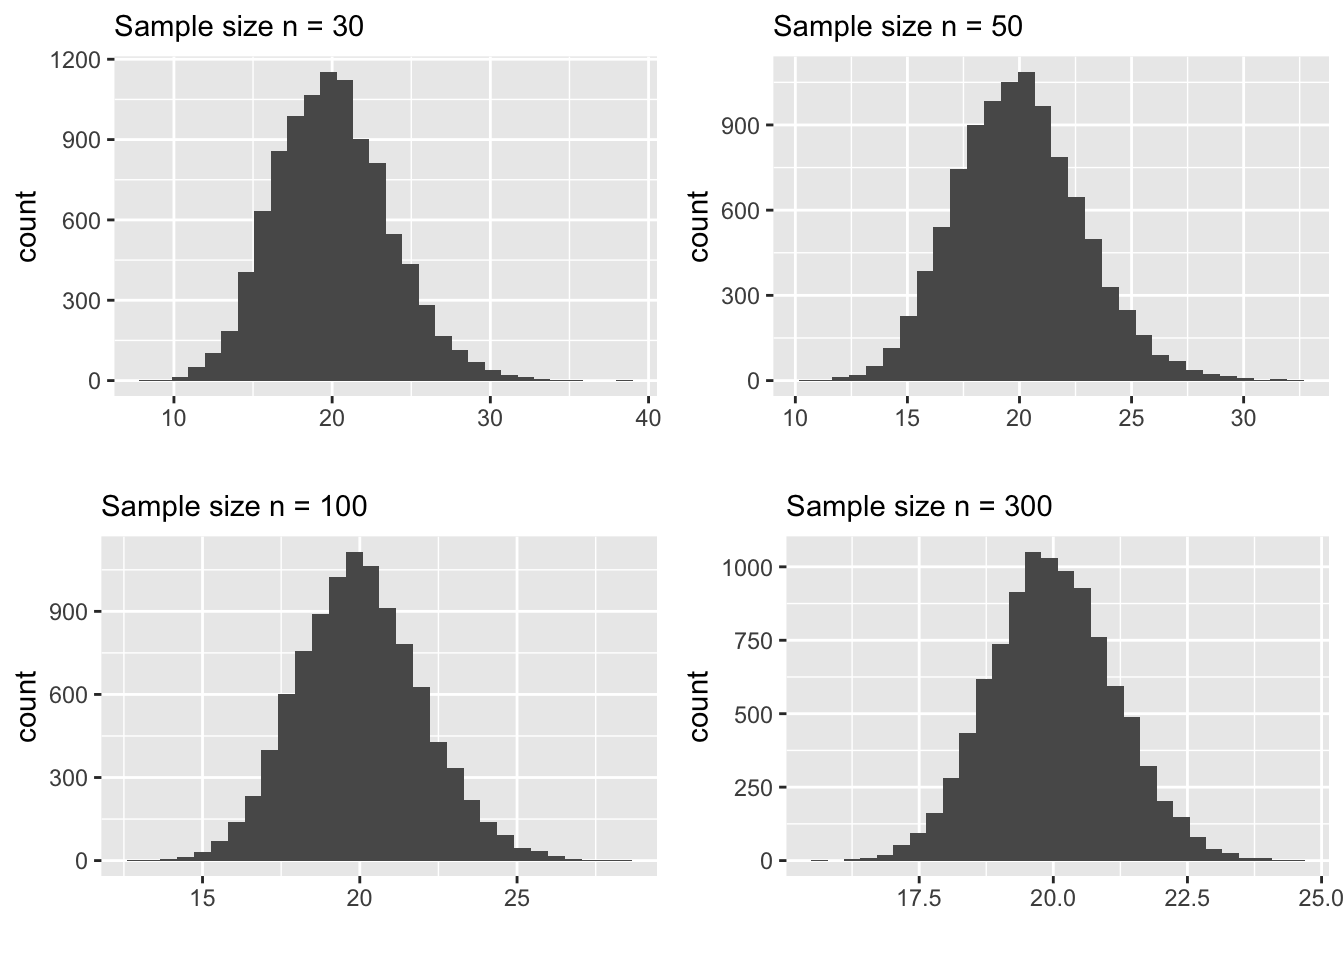 Sample size n = 30
count
1200
900
600
300
0
10 20 30 40
Sample size n = 50
count
900
600
300
0
10 15 20 25 30
Sample size n = 100
count
900
600
300
0
15 20 25
Sample size n = 300
count
1000
750
500
250
0
17.5 20.0 22.5 25.0